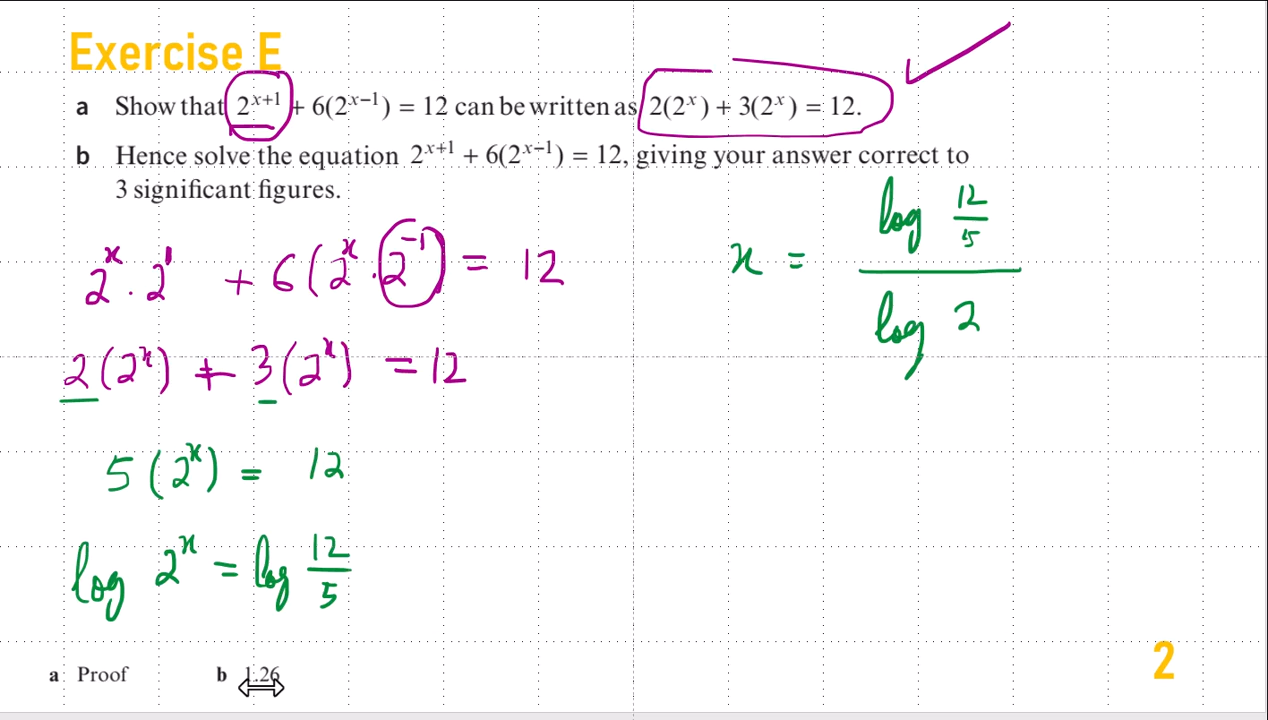 Exercise E
a Show that 2^{x+1} + 6(2^{x−1}) = 12 can be written as 2(2^x) + 3(2^x) = 12.
b Hence solve the equation 2^{x+1} + 6(2^{x−1}) = 12, giving your answer correct to
3 significant figures.
2^x . 2^1 + 6(2^x . 2^{-1}) = 12
2(2^x) + 3(2^x) = 12
5(2^x) = 12
log 2^x = log 12/5
x = log 12/5 / log 2
a Proof b 1.26
2